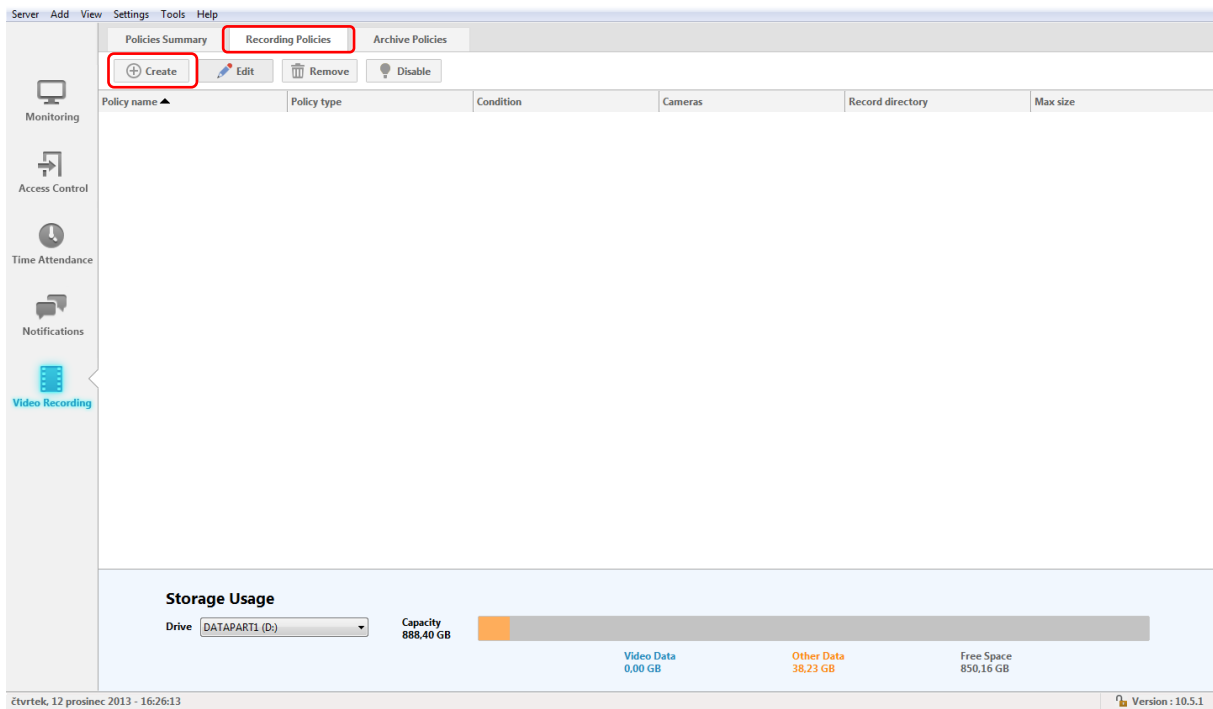 Server Add View Settings Tools Help
Policies Summary Recording Policies Archive Policies
Create Edit Remove Disable
Policy name Policy type Condition Cameras Record directory Max size
Monitoring
Access Control
Time Attendance
Notifications
Video Recording
Storage Usage
Drive DATAPART1 (D:) Capacity
888,40 GB
Video Data Other Data Free Space
0,00 GB 38,23 GB 850,16 GB
čtvrtek, 12 prosinec 2013 - 16:26:13 Version : 10.5.1